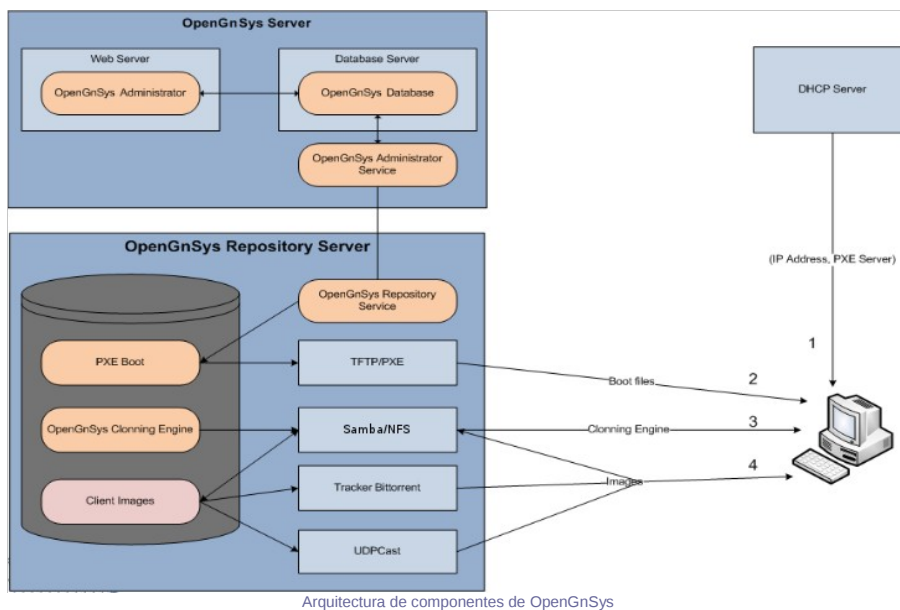 OpenGnSys Server
Web Server
Database Server
OpenGnSys Administrator
OpenGnSys Database
OpenGnSys Administrator
Service
DHCP Server
(IP Address, PXE Server)
OpenGnSys Repository Server
OpenGnSys Repository
Service
PXE Boot
TFTP/PXE
Boot files
1
2
OpenGnSys Clonning Engine
Samba/NFS
Clonning Engine
3
Client Images
Tracker Bittorrent
Images
4
UDPCast
Arquitectura de componentes de OpenGnSys